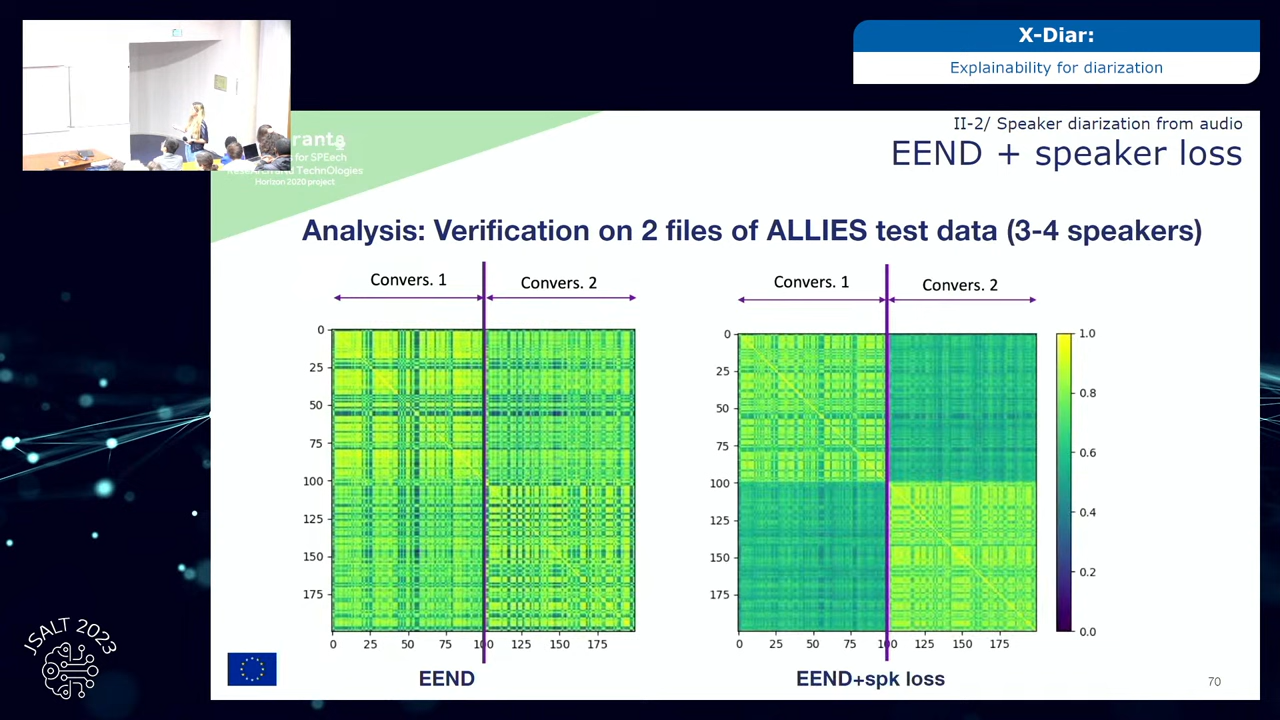 X-Diar:
Explainability for diarization
II-2/ Speaker diarization from audio
EEND + speaker loss
for SPEech
TechnOlogies
Horizon 2020 project
Analysis: Verification on 2 files of ALLIES test data (3-4 speakers)
Convers. 1
Convers. 2
0
25
50
75
100
125
150
175
0 25 50 75 100 125 150 175
EEND
Convers. 1
Convers. 2
0
25
50
75
100
125
150
175
0 25 50 75 100 125 150 175
EEND+spk loss
1.0
0.8
0.6
0.4
0.2
0.0
JSALT 2023
70